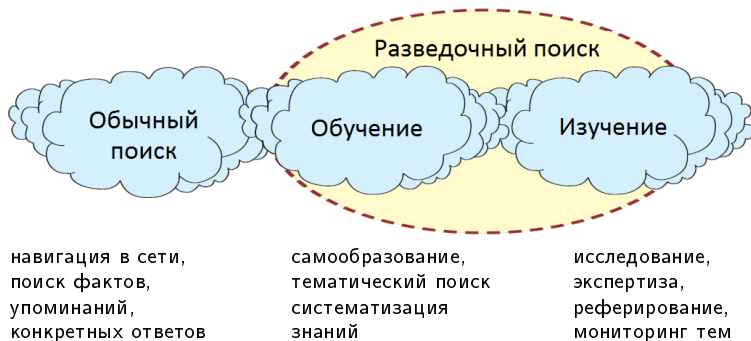 Разведочный поиск
Обычный
поиск
Обучение
Изучение
навигация в сети,
поиск фактов,
упоминаний,
конкретных ответов
самообразование,
тематический поиск
систематизация
знаний
исследование,
экспертиза,
реферирование,
мониторинг тем